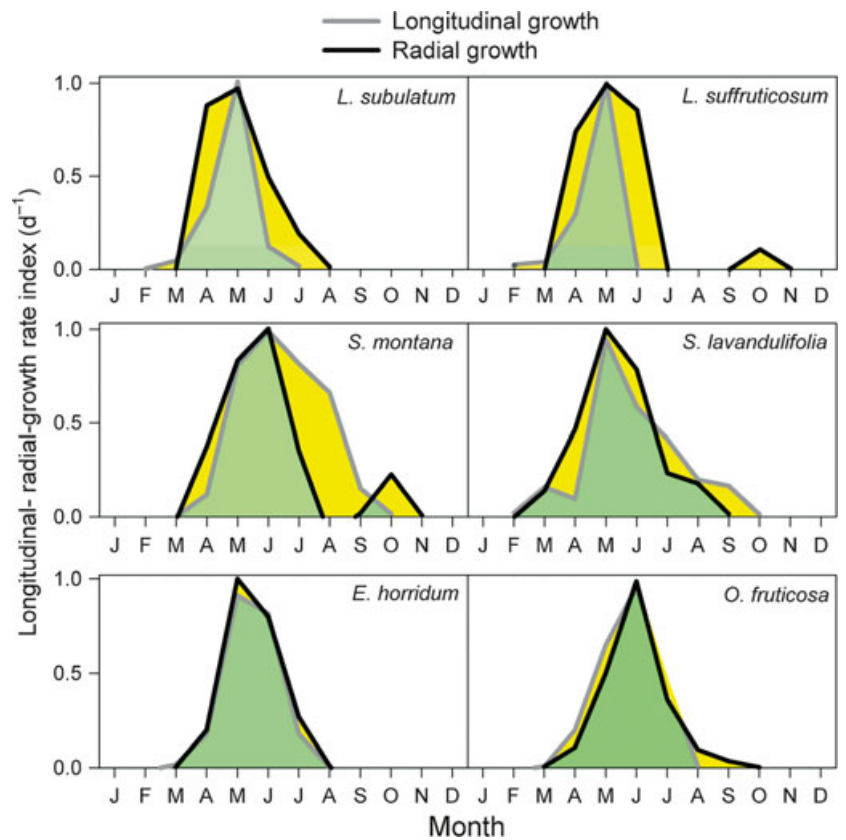 Longitudinal growth
Radial growth
L. subulatum
L. suffruticosum
1.0
0.5
0.0
J F M A M J J A S O N D
J F M A M J J A S O N D
S. montana
S. lavandulifolia
1.0
0.5
0.0
J F M A M J J A S O N D
J F M A M J J A S O N D
E. horridum
O. fruticosa
1.0
0.5
0.0
J F M A M J J A S O N D
J F M A M J J A S O N D
Longitudinal- radial-growth rate index (d⁻¹)
Month